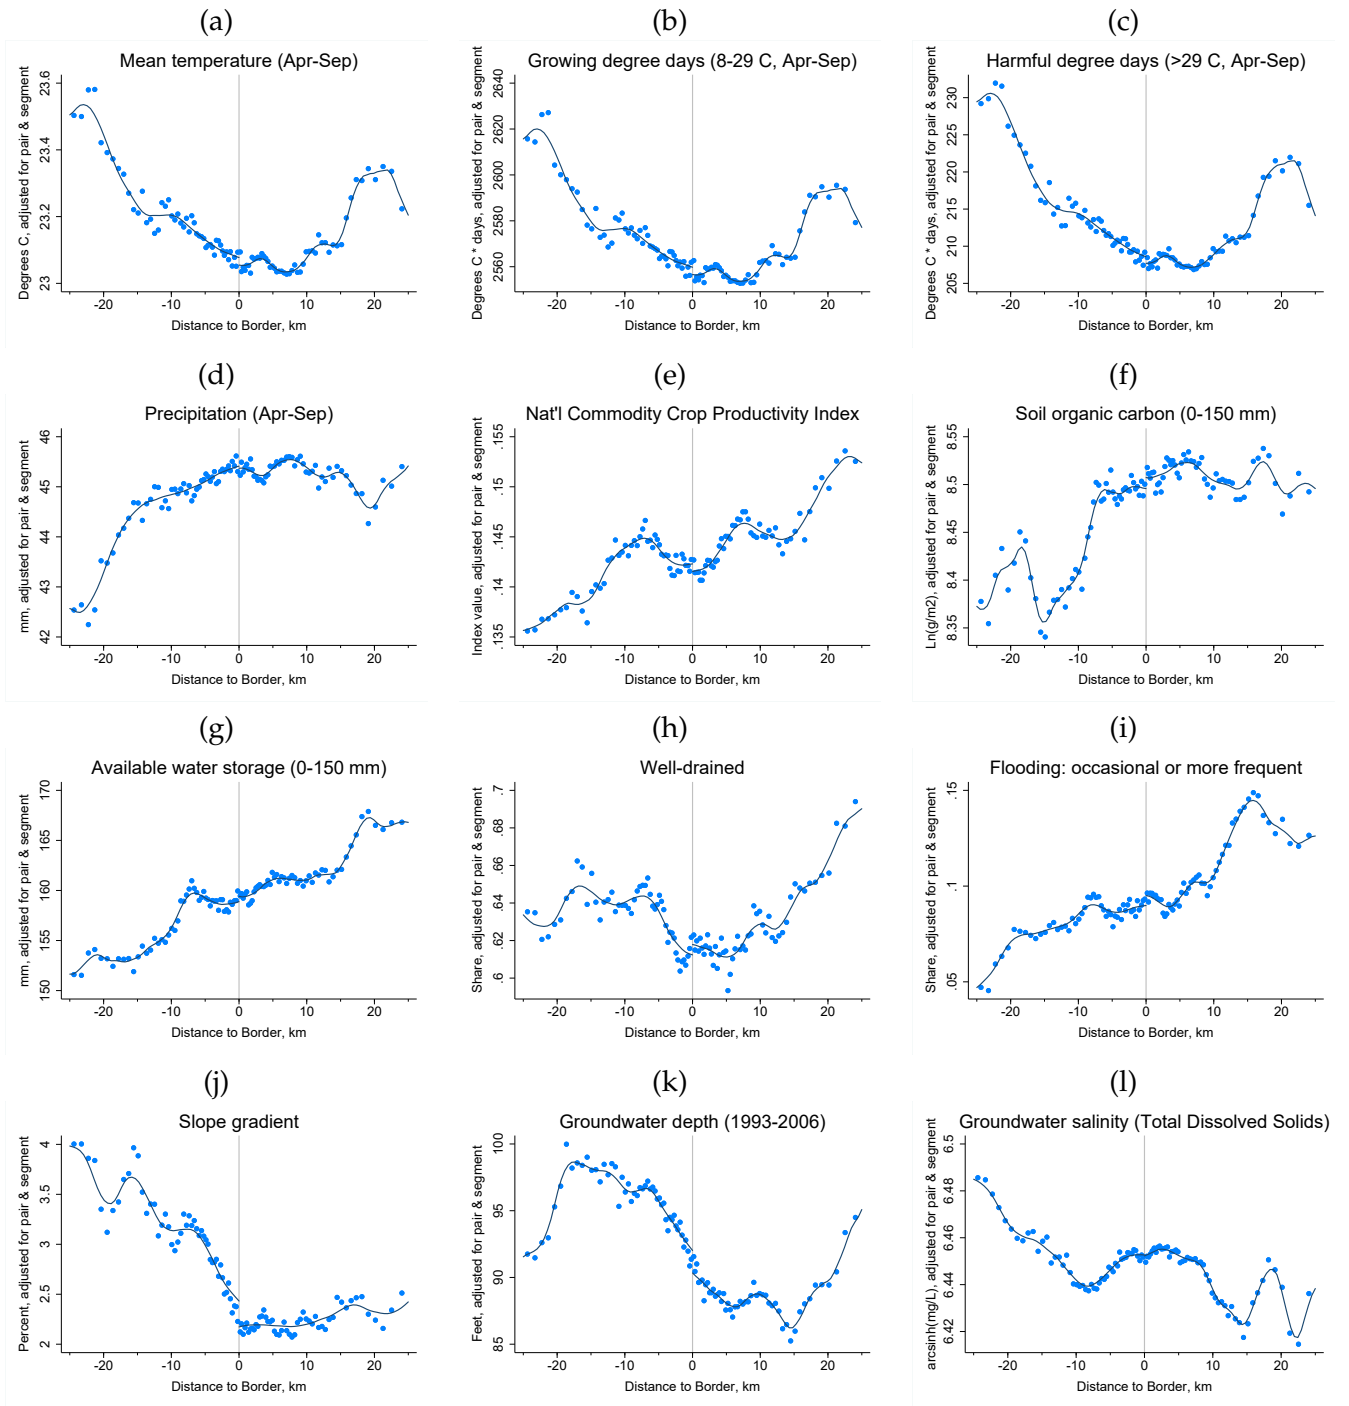 (a)
Mean temperature (Apr-Sep)
Degrees C, adjusted for pair & segment
23.6
23.4
23.2
23
-20
-10
0
10
20
Distance to Border, km
(b)
Growing degree days (8-29 C, Apr-Sep)
Degrees C * days, adjusted for pair & segment
2640
2620
2600
2580
2560
-20
-10
0
10
20
Distance to Border, km
(c)
Harmful degree days (>29 C, Apr-Sep)
Degrees C * days, adjusted for pair & segment
230
225
220
215
210
205
-20
-10
0
10
20
Distance to Border, km
(d)
Precipitation (Apr-Sep)
mm, adjusted for pair & segment
46
45
44
43
42
-20
-10
0
10
20
Distance to Border, km
(e)
Nat'l Commodity Crop Productivity Index
Index value, adjusted for pair & segment
.155
.15
.145
.14
.135
-20
-10
0
10
20
Distance to Border, km
(f)
Soil organic carbon (0-150 mm)
Ln(g/m2), adjusted for pair & segment
8.55
8.5
8.45
8.4
8.35
-20
-10
0
10
20
Distance to Border, km
(g)
Available water storage (0-150 mm)
mm, adjusted for pair & segment
170
165
160
155
150
-20
-10
0
10
20
Distance to Border, km
(h)
Well-drained
Share, adjusted for pair & segment
.7
.68
.66
.64
.62
.6
-20
-10
0
10
20
Distance to Border, km
(i)
Flooding: occasional or more frequent
Share, adjusted for pair & segment
.15
.1
.05
-20
-10
0
10
20
Distance to Border, km
(j)
Slope gradient
Percent, adjusted for pair & segment
4
3.5
3
2.5
2
-20
-10
0
10
20
Distance to Border, km
(k)
Groundwater depth (1993-2006)
Feet, adjusted for pair & segment
100
95
90
85
-20
-10
0
10
20
Distance to Border, km
(l)
Groundwater salinity (Total Dissolved Solids)
arcsinh(mg/L), adjusted for pair & segment
6.5
6.48
6.46
6.44
6.42
-20
-10
0
10
20
Distance to Border, km